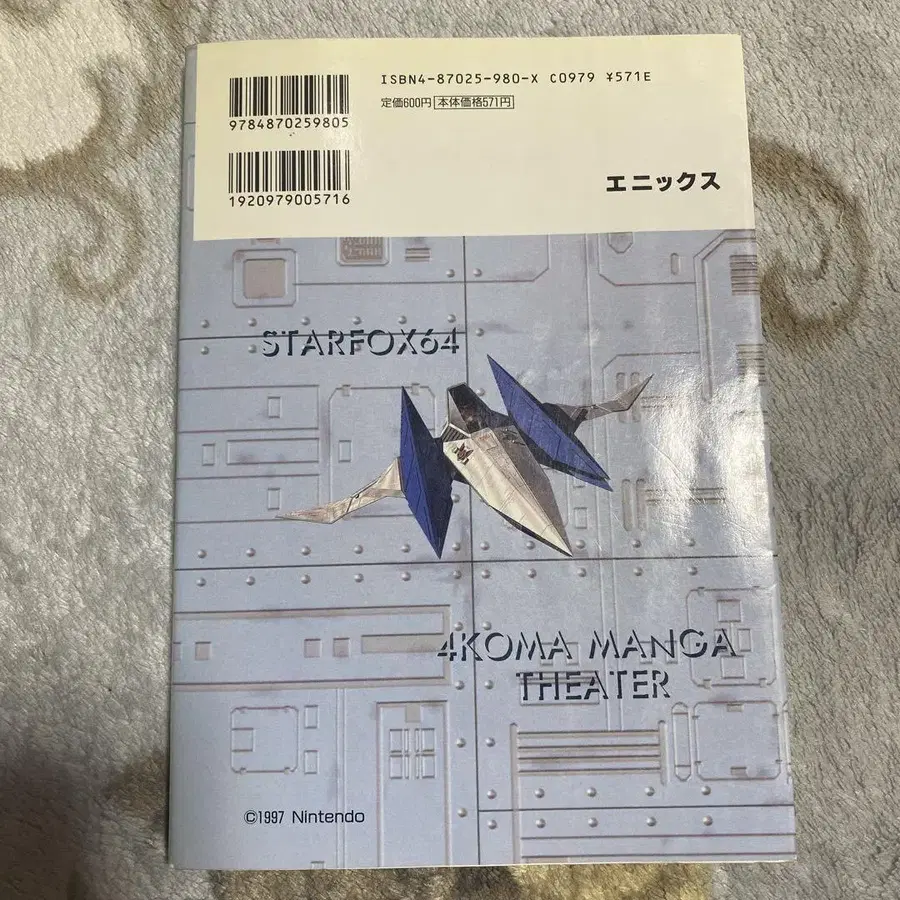 ISBN4-87025-980-X C0979 ¥571E
定価600円 本体価格571円
9784870259805
1920979005716
エニックス
STARFOX64
4KOMA MANGA
THEATER
©1997 Nintendo